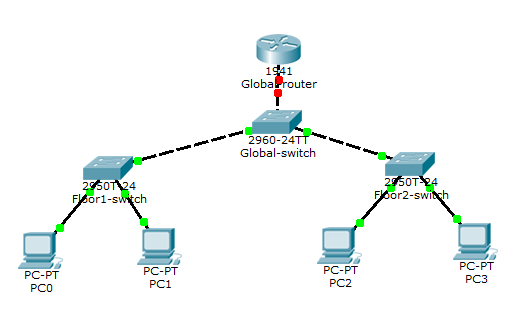 1941
Global router
2960-24TT
Global-switch
2950T-24
Floor1-switch
2950T-24
Floor2-switch
PC-PT
PC0
PC-PT
PC1
PC-PT
PC2
PC-PT
PC3